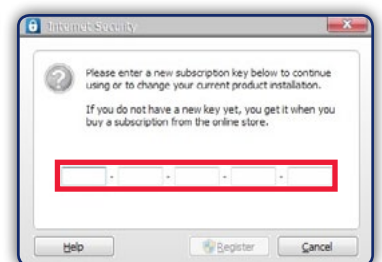 Internet Security
Please enter a new subscription key below to continue
using or to change your current product installation.
If you do not have a new key yet, you get it when you
buy a subscription from the online store.
- - - -
Help Register Cancel